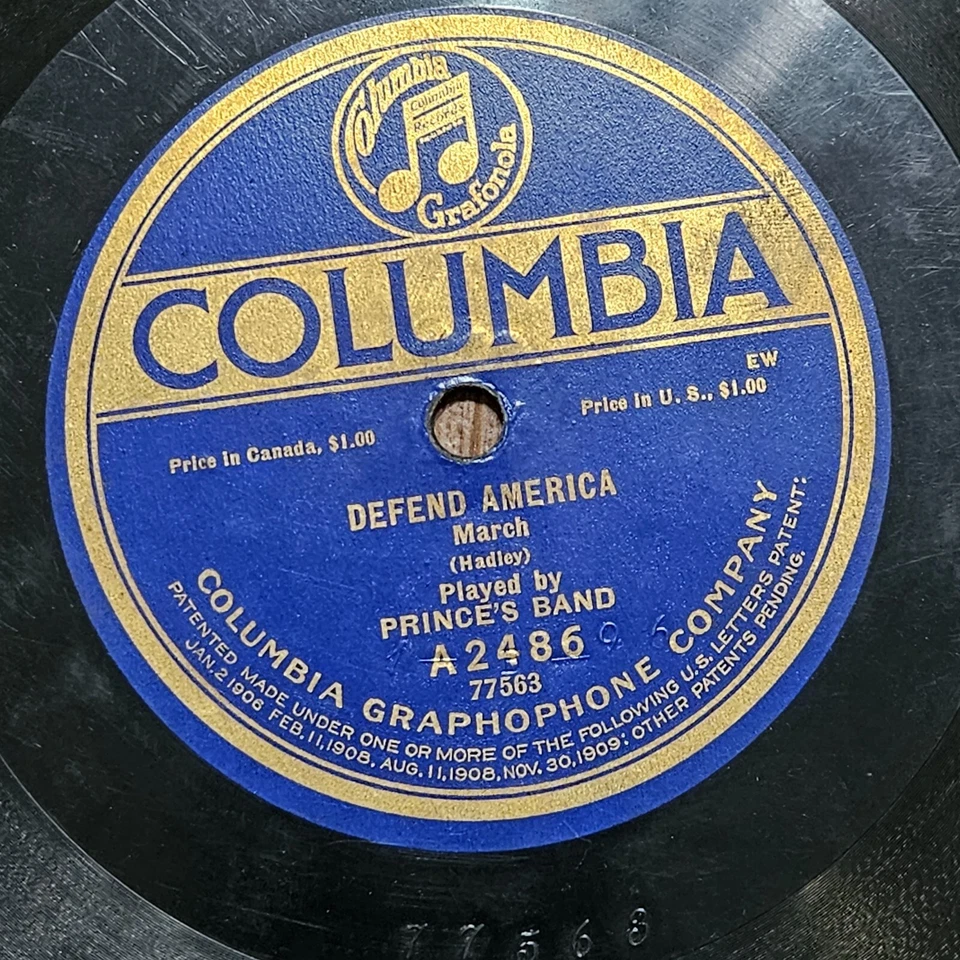 Columbia
Columbia
Records
Grafonola
COLUMBIA
EW
Price in Canada, $1.00
Price in U. S., $1.00
DEFEND AMERICA
March
(Hadley)
Played by
PRINCE'S BAND
A2486
77563
COLUMBIA GRAPHOPHONE COMPANY
PATENTED MADE UNDER ONE OR MORE OF THE FOLLOWING U.S. LETTERS PATENT:
JAN. 2 1906 FEB. 11, 1908, AUG. 11, 1908, NOV. 30, 1909: OTHER PATENTS PENDING.
77563